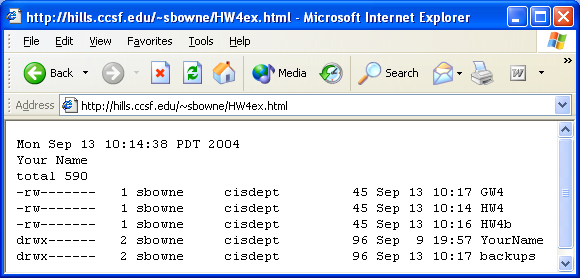 http://hills.ccsf.edu/~sbowne/HW4ex.html - Microsoft Internet Explorer
File Edit View Favorites Tools Help
Back Search Media
Address http://hills.ccsf.edu/~sbowne/HW4ex.html
Mon Sep 13 10:14:38 PDT 2004
Your Name
total 590
-rw------- 1 sbowne cisdept 45 Sep 13 10:17 GW4
-rw------- 1 sbowne cisdept 45 Sep 13 10:14 HW4
-rw------- 1 sbowne cisdept 45 Sep 13 10:16 HW4b
drwx------ 2 sbowne cisdept 96 Sep 9 19:57 YourName
drwx------ 2 sbowne cisdept 96 Sep 13 10:17 backups